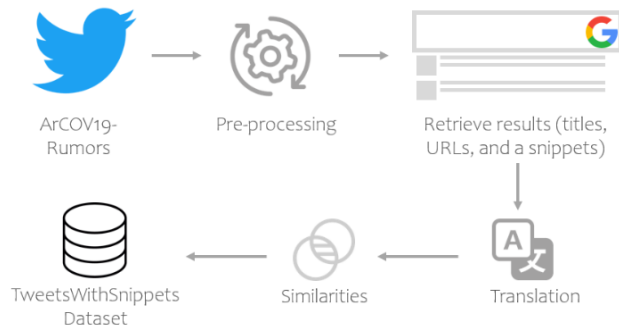 ArCOV19-
Rumors
Pre-processing
Retrieve results (titles,
URLs, and a snippets)
G
A
文
Translation
Similarities
TweetsWithSnippets
Dataset